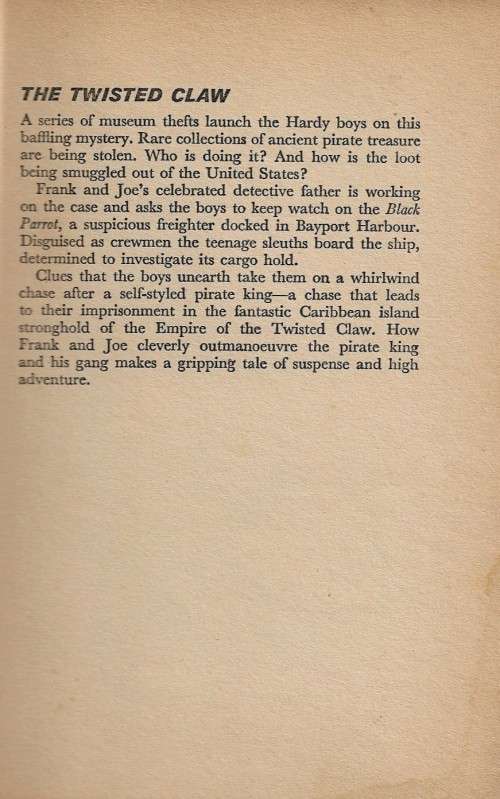 THE TWISTED CLAW
A series of museum thefts launch the Hardy boys on this
baffling mystery. Rare collections of ancient pirate treasure
are being stolen. Who is doing it? And how is the loot
being smuggled out of the United States?
Frank and Joe's celebrated detective father is working
on the case and asks the boys to keep watch on the Black
Parrot, a suspicious freighter docked in Bayport Harbour.
Disguised as crewmen the teenage sleuths board the ship,
determined to investigate its cargo hold.
Clues that the boys unearth take them on a whirlwind
chase after a self-styled pirate king—a chase that leads
to their imprisonment in the fantastic Caribbean island
stronghold of the Empire of the Twisted Claw. How
Frank and Joe cleverly outmanoeuvre the pirate king
and his gang makes a gripping tale of suspense and high
adventure.